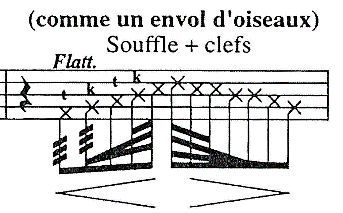 (comme un envol d'oiseaux)
Souffle + clefs
Flatt.
t k t k